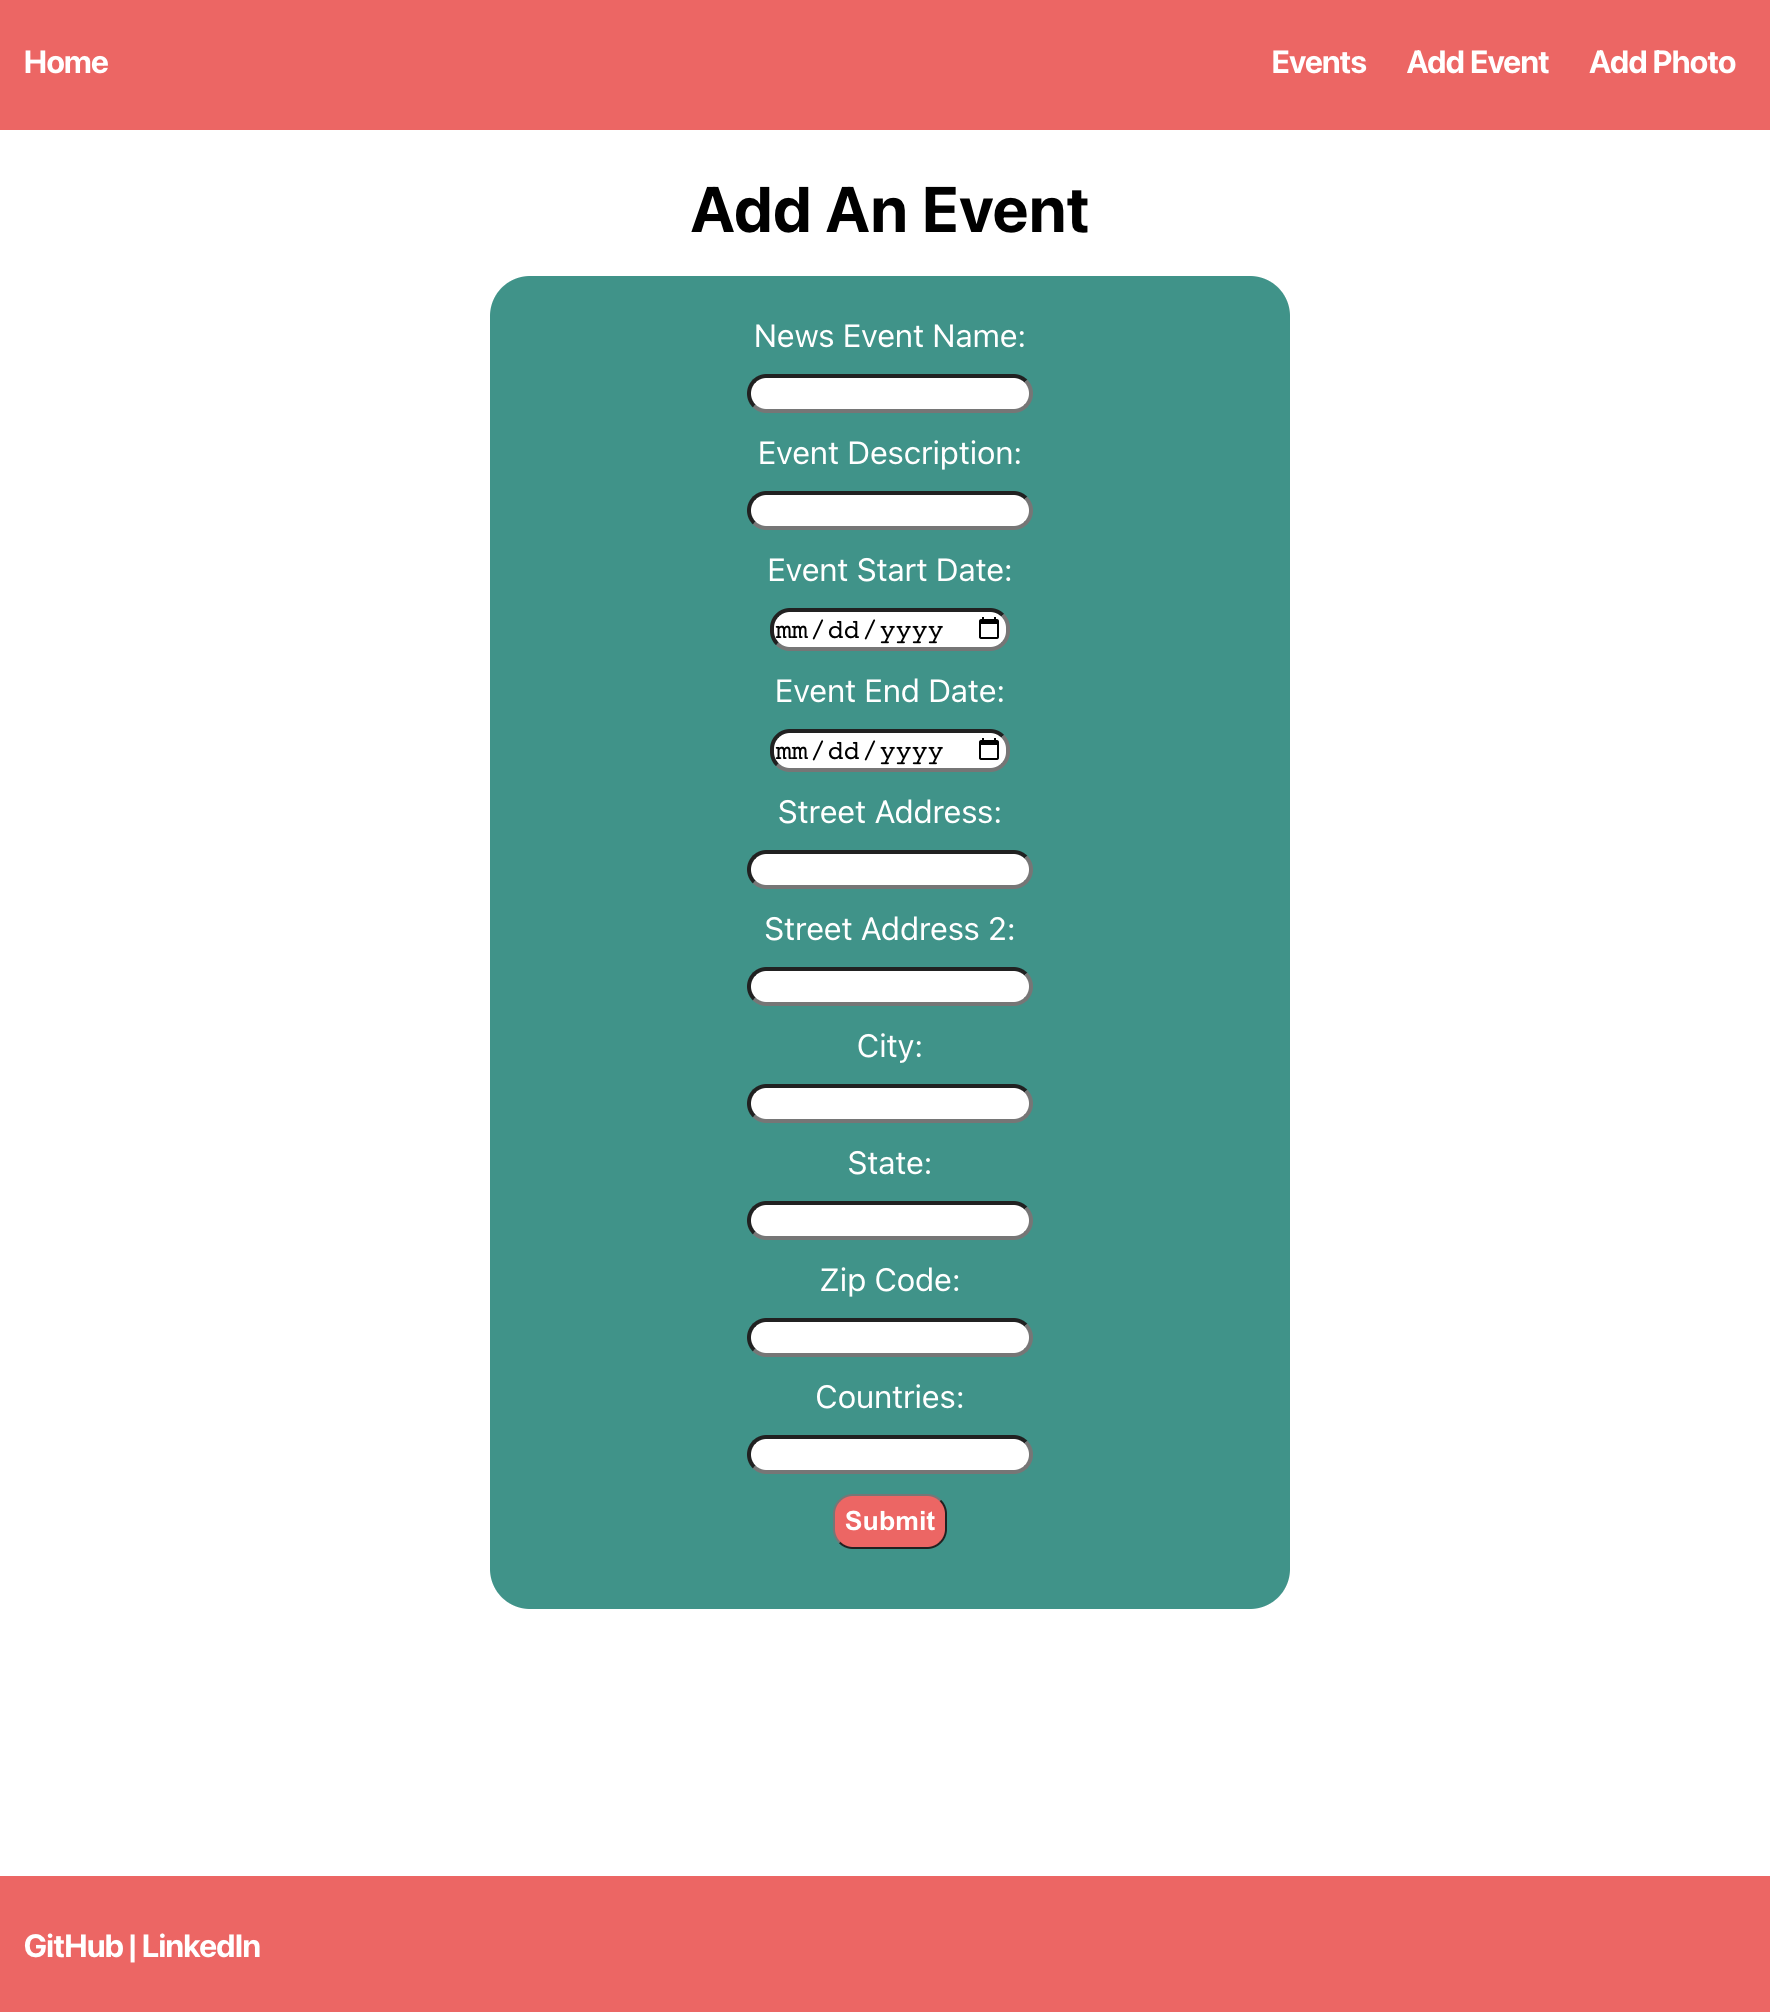 Home Events Add Event Add Photo
Add An Event
News Event Name:
Event Description:
Event Start Date:
mm/dd/yyyy
Event End Date:
mm/dd/yyyy
Street Address:
Street Address 2:
City:
State:
Zip Code:
Countries:
Submit
GitHub | LinkedIn